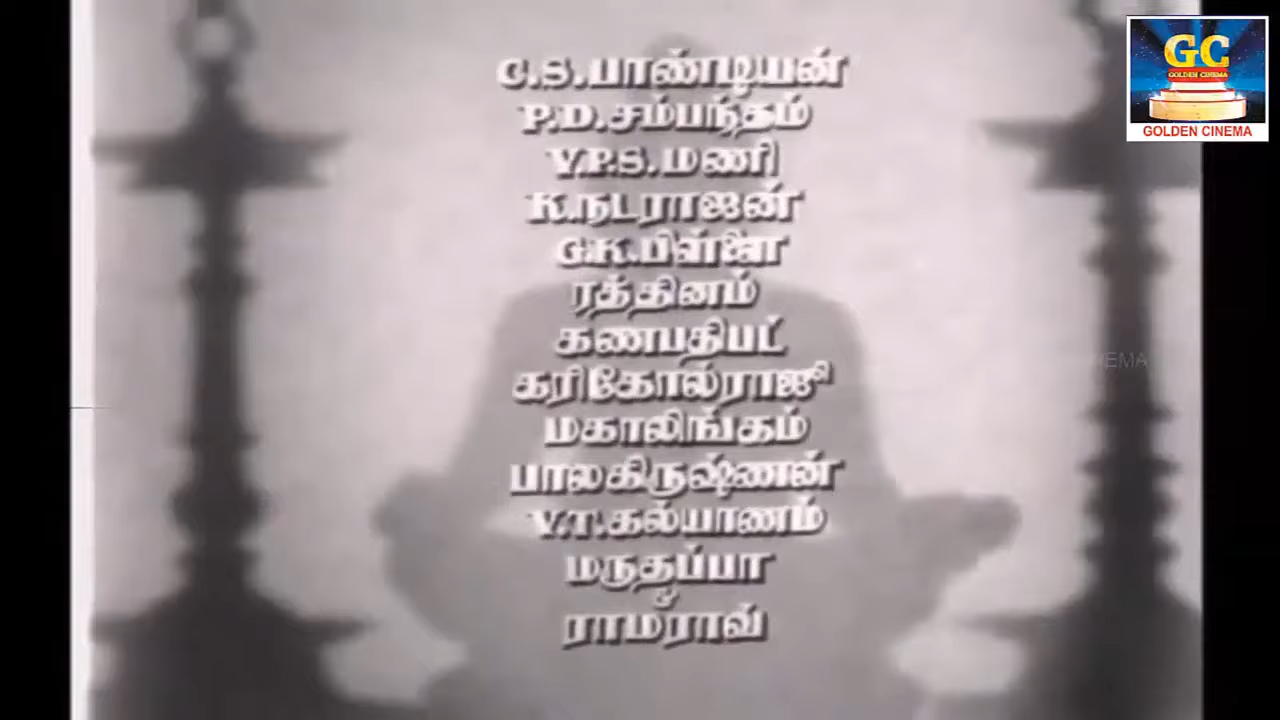 C.S.பாண்டியன்
P.D.சம்பந்தம்
V.P.S.மணி
K.நடராஜன்
G.K.பிள்ளை
ரத்தினம்
கணபதிபட்
கரிகோல்ராஜூ
மகாலிங்கம்
பாலகிருஷ்ணன்
V.T.கல்யாணம்
மருதப்பா
&
ராமராவ்
GC
GOLDEN CINEMA
GOLDEN CINEMA